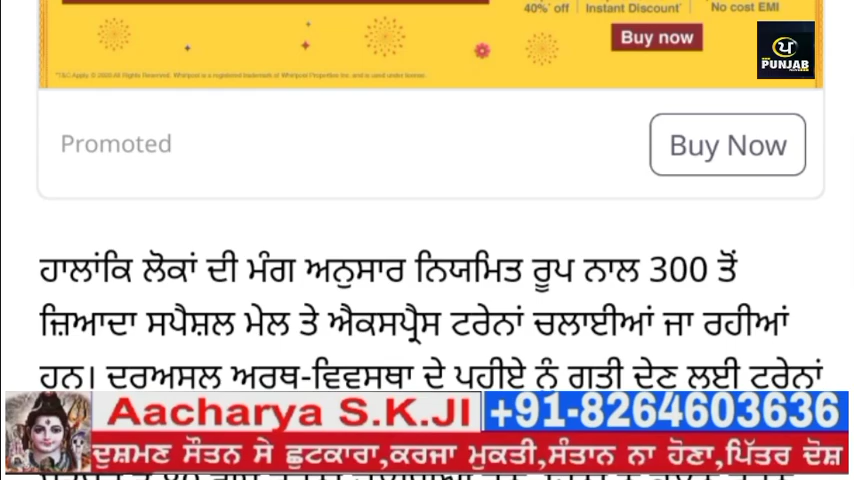 40%* off
Instant Discount*
No cost EMI
Buy now
ਪ
PUNJAB
Promoted
Buy Now
ਹਾਲਾਂਕਿ ਲੋਕਾਂ ਦੀ ਮੰਗ ਅਨੁਸਾਰ ਨਿਯਮਿਤ ਰੂਪ ਨਾਲ 300 ਤੋਂ
ਜ਼ਿਆਦਾ ਸਪੈਸ਼ਲ ਮੇਲ ਤੇ ਐਕਸਪ੍ਰੈਸ ਟਰੇਨਾਂ ਚਲਾਈਆਂ ਜਾ ਰਹੀਆਂ
ਹਨ। ਦਰਅਸਲ ਅਰਥ-ਵਿਵਸਥਾ ਦੇ ਪਹੀਏ ਨੂੰ ਗਤੀ ਦੇਣ ਲਈ ਟਰੇਨਾਂ
Aacharya S.K.JI +91-8264603636
ਦੁਸ਼ਮਣ ਸੌਤਨ ਸੇ ਛੁਟਕਾਰਾ,ਕਰਜਾ ਮੁਕਤੀ,ਸੰਤਾਨ ਨਾ ਹੋਣਾ,ਪਿੱਤਰ ਦੋਸ਼